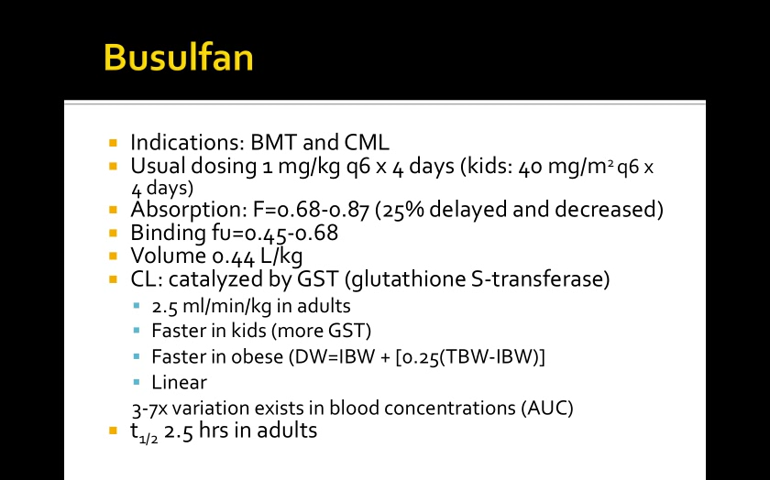 Busulfan
Indications: BMT and CML
Usual dosing 1 mg/kg q6 x 4 days (kids: 40 mg/m² q6 x
4 days)
Absorption: F=0.68-0.87 (25% delayed and decreased)
Binding fu=0.45-0.68
Volume 0.44 L/kg
CL: catalyzed by GST (glutathione S-transferase)
2.5 ml/min/kg in adults
Faster in kids (more GST)
Faster in obese (DW=IBW + [0.25(TBW-IBW)]
Linear
3-7x variation exists in blood concentrations (AUC)
t1/2 2.5 hrs in adults